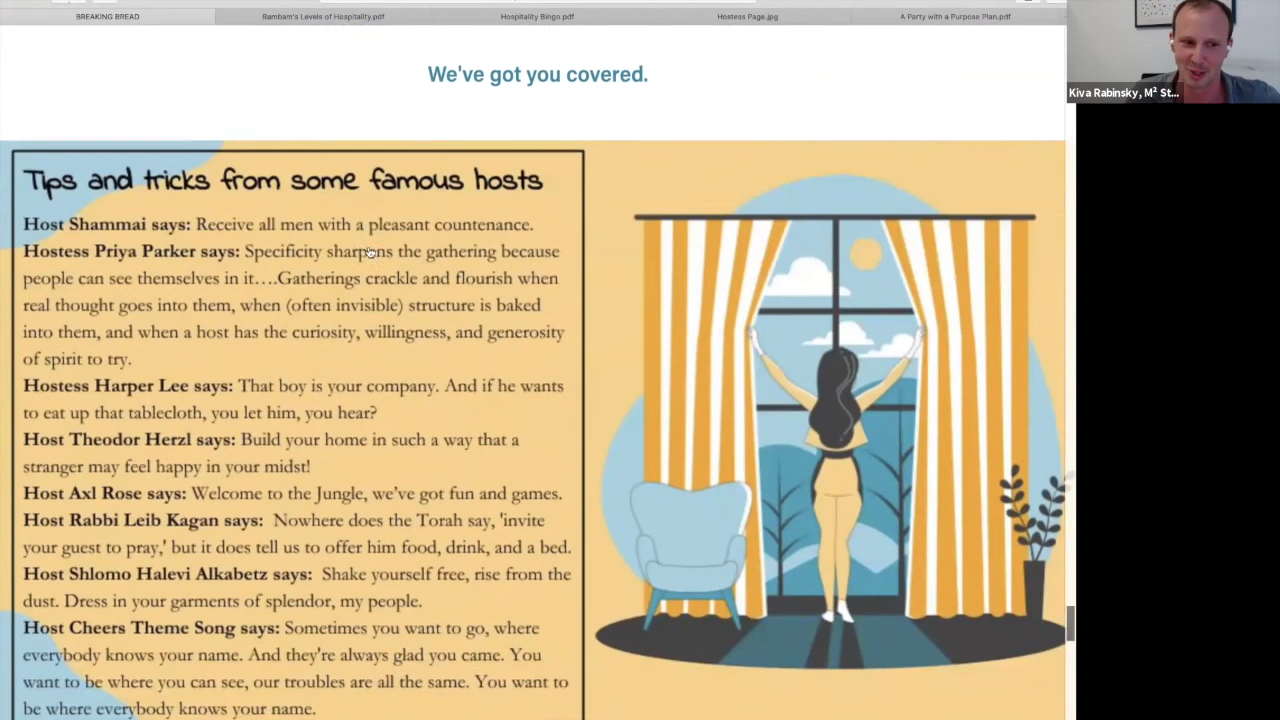 BREAKING BREAD
Rambam's Levels of Hospitality.pdf
Hospitality Bingo.pdf
Hostess Page.jpg
A Party with a Purpose Plan.pdf
Kiva Rabinsky, M² St...
We've got you covered.
Tips and tricks from some famous hosts
Host Shammai says: Receive all men with a pleasant countenance.
Hostess Priya Parker says: Specificity sharpens the gathering because
people can see themselves in it….Gatherings crackle and flourish when
real thought goes into them, when (often invisible) structure is baked
into them, and when a host has the curiosity, willingness, and generosity
of spirit to try.
Hostess Harper Lee says: That boy is your company. And if he wants
to eat up that tablecloth, you let him, you hear?
Host Theodor Herzl says: Build your home in such a way that a
stranger may feel happy in your midst!
Host Axl Rose says: Welcome to the Jungle, we’ve got fun and games.
Host Rabbi Leib Kagan says: Nowhere does the Torah say, 'invite
your guest to pray,' but it does tell us to offer him food, drink, and a bed.
Host Shlomo Halevi Alkabetz says: Shake yourself free, rise from the
dust. Dress in your garments of splendor, my people.
Host Cheers Theme Song says: Sometimes you want to go, where
everybody knows your name. And they're always glad you came. You
want to be where you can see, our troubles are all the same. You want to
be where everybody knows your name.